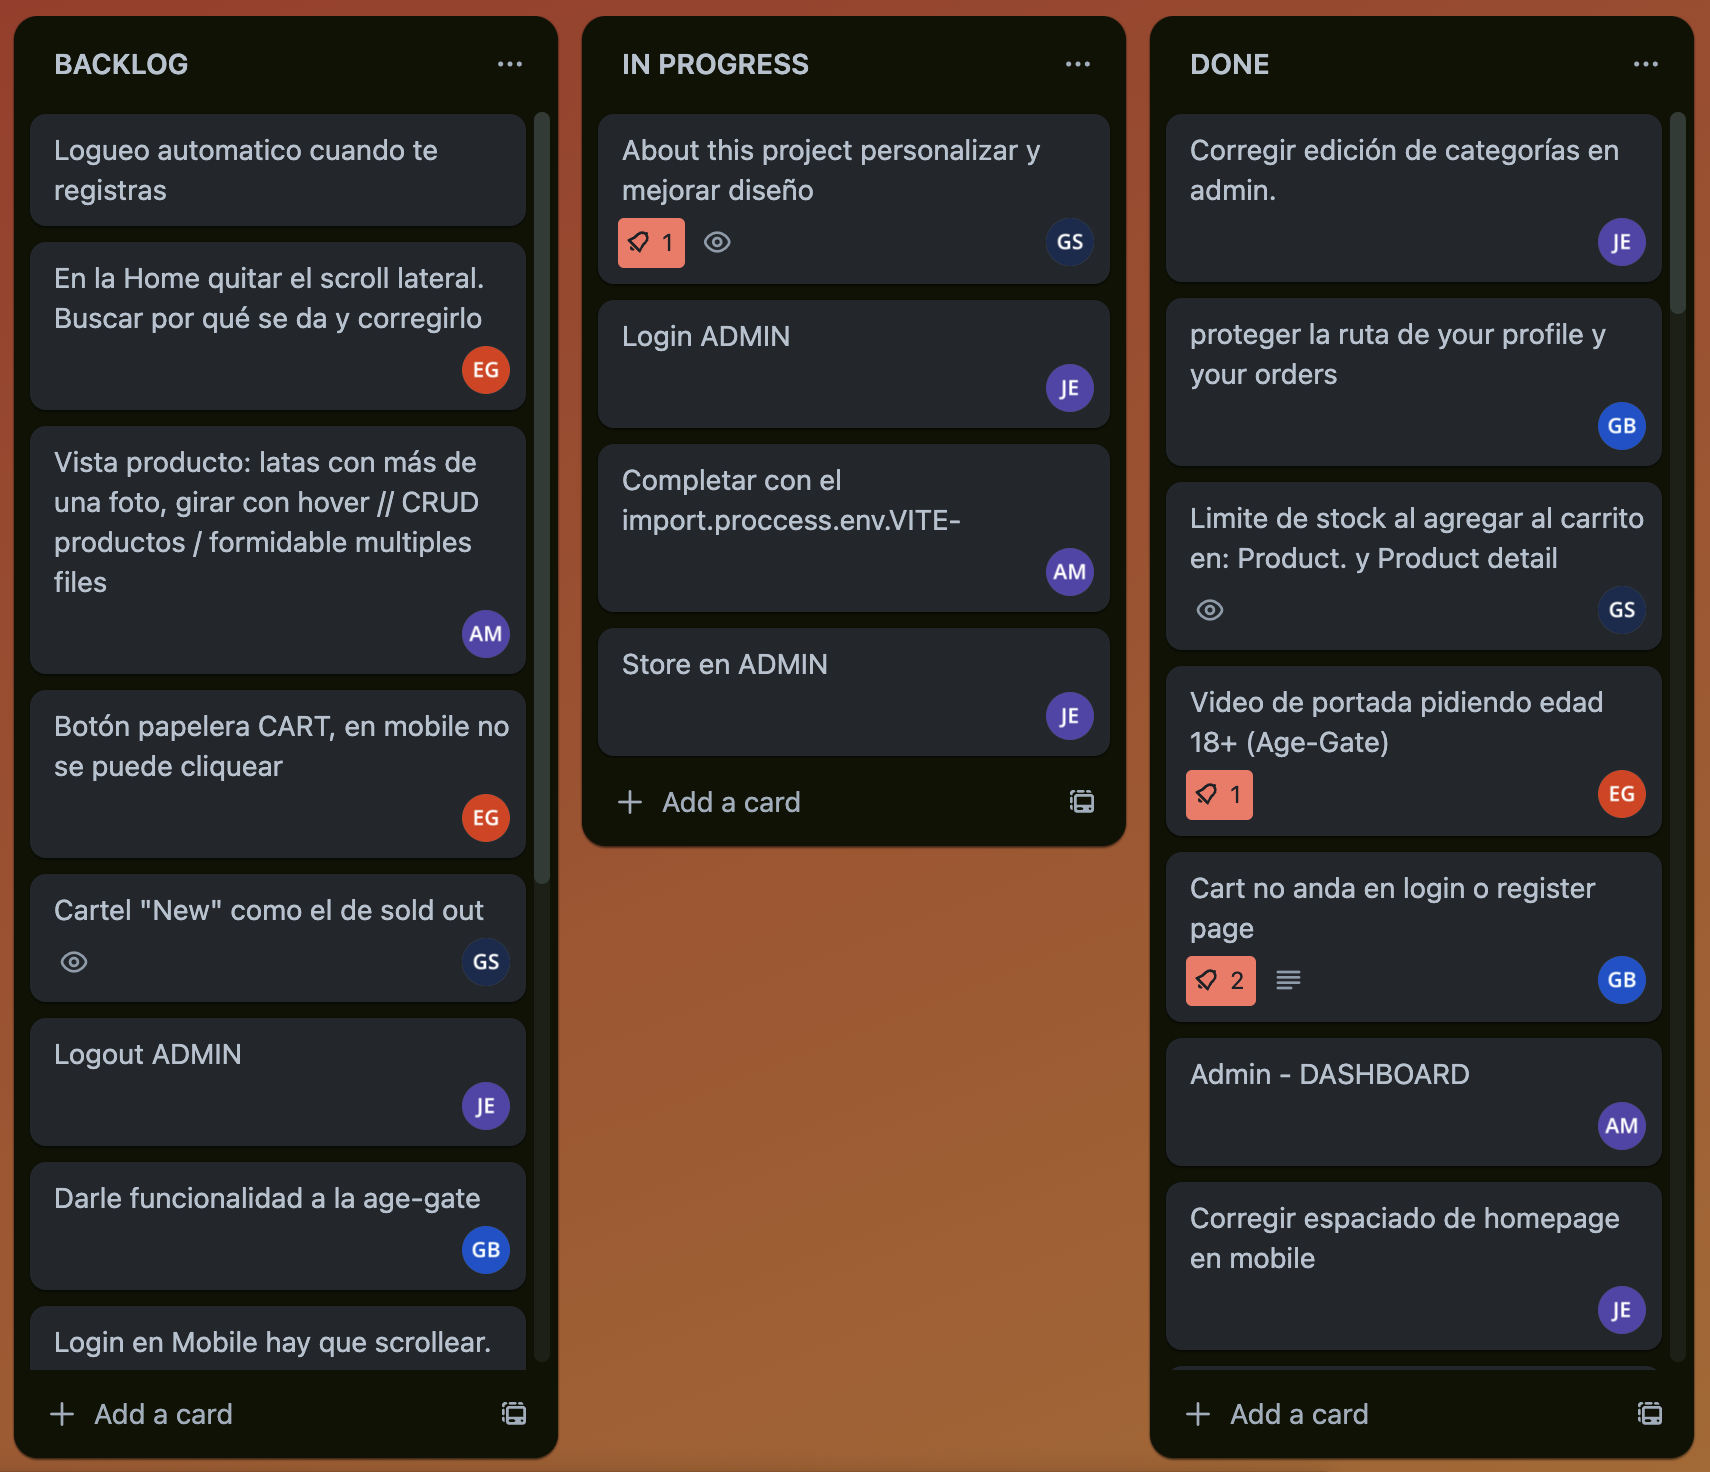 BACKLOG
Logueo automatico cuando te
registras
En la Home quitar el scroll lateral.
Buscar por qué se da y corregirlo
EG
Vista producto: latas con más de
una foto, girar con hover // CRUD
productos / formidable multiples
files
AM
Botón papelera CART, en mobile no
se puede cliquear
EG
Cartel "New" como el de sold out
GS
Logout ADMIN
JE
Darle funcionalidad a la age-gate
GB
Login en Mobile hay que scrollear.
Add a card
IN PROGRESS
About this project personalizar y
mejorar diseño
1
GS
Login ADMIN
JE
Completar con el
import.proccess.env.VITE-
AM
Store en ADMIN
JE
Add a card
DONE
Corregir edición de categorías en
admin.
JE
proteger la ruta de your profile y
your orders
GB
Limite de stock al agregar al carrito
en: Product. y Product detail
GS
Video de portada pidiendo edad
18+ (Age-Gate)
1
EG
Cart no anda en login o register
page
2
GB
Admin - DASHBOARD
AM
Corregir espaciado de homepage
en mobile
JE
Add a card